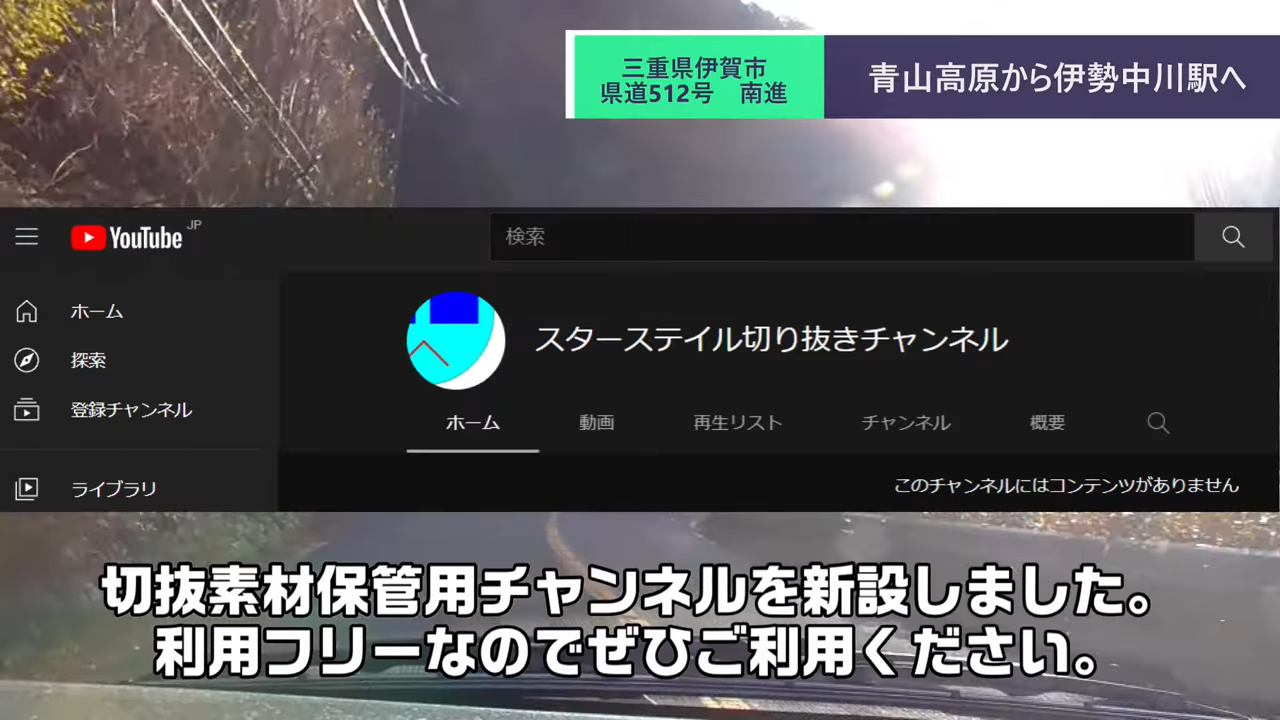 三重県伊賀市
県道512号　南進
青山高原から伊勢中川駅へ
YouTube JP
検索
ホーム
探索
登録チャンネル
ライブラリ
スターステイル切り抜きチャンネル
ホーム 動画 再生リスト チャンネル 概要
このチャンネルにはコンテンツがありません
切抜素材保管用チャンネルを新設しました。
利用フリーなのでぜひご利用ください。